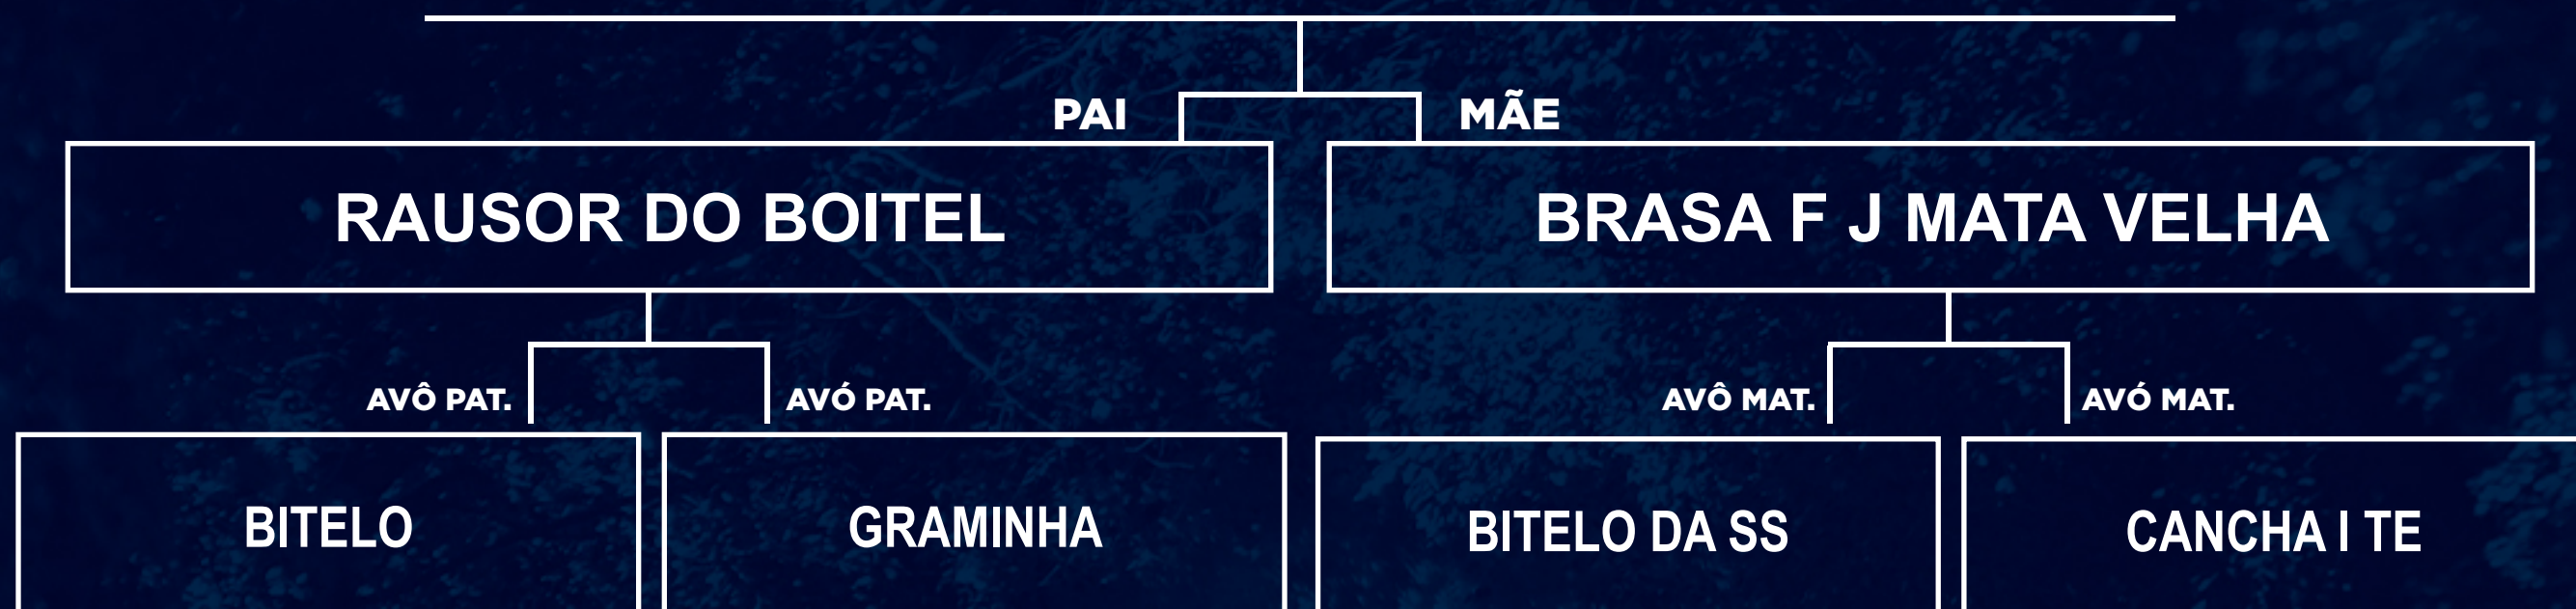 PAI MÃE
RAUSOR DO BOITEL BRASA F J MATA VELHA
AVÔ PAT. AVÓ PAT. AVÔ MAT. AVÓ MAT.
BITELO GRAMINHA BITELO DA SS CANCHA I TE